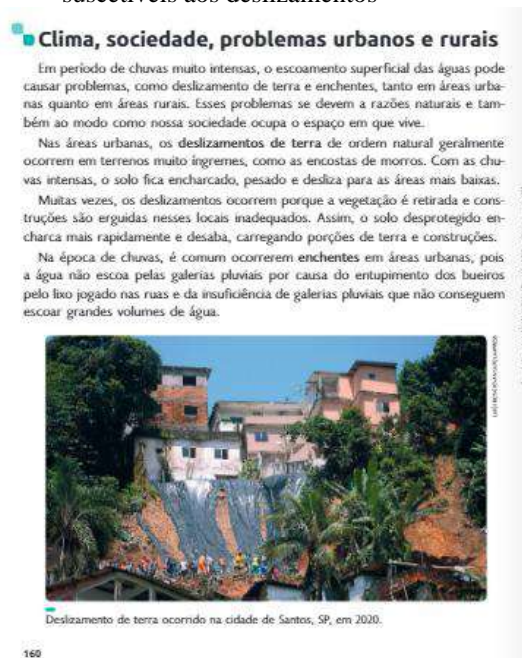 suscetíveis aos deslizamentos
Clima, sociedade, problemas urbanos e rurais
Em período de chuvas muito intensas, o escoamento superficial das águas pode
causar problemas, como deslizamento de terra e enchentes, tanto em áreas urba-
nas quanto em áreas rurais. Esses problemas se devem a razões naturais e tam-
bém ao modo como nossa sociedade ocupa o espaço em que vive.
Nas áreas urbanas, os deslizamentos de terra de ordem natural geralmente
ocorrem em terrenos muito íngremes, como as encostas de morros. Com as chu-
vas intensas, o solo fica encharcado, pesado e desliza para as áreas mais baixas.
Muitas vezes, os deslizamentos ocorrem porque a vegetação é retirada e cons-
truções são erguidas nesses locais inadequados. Assim, o solo desprotegido en-
charca mais rapidamente e desaba, carregando porções de terra e construções.
Na época de chuvas, é comum ocorrerem enchentes em áreas urbanas, pois
a água não escoa pelas galerias pluviais por causa do entupimento dos bueiros
pelo lixo jogado nas ruas e da insuficiência de galerias pluviais que não conseguem
escoar grandes volumes de água.
Deslizamento de terra ocorrido na cidade de Santos, SP, em 2020.
160